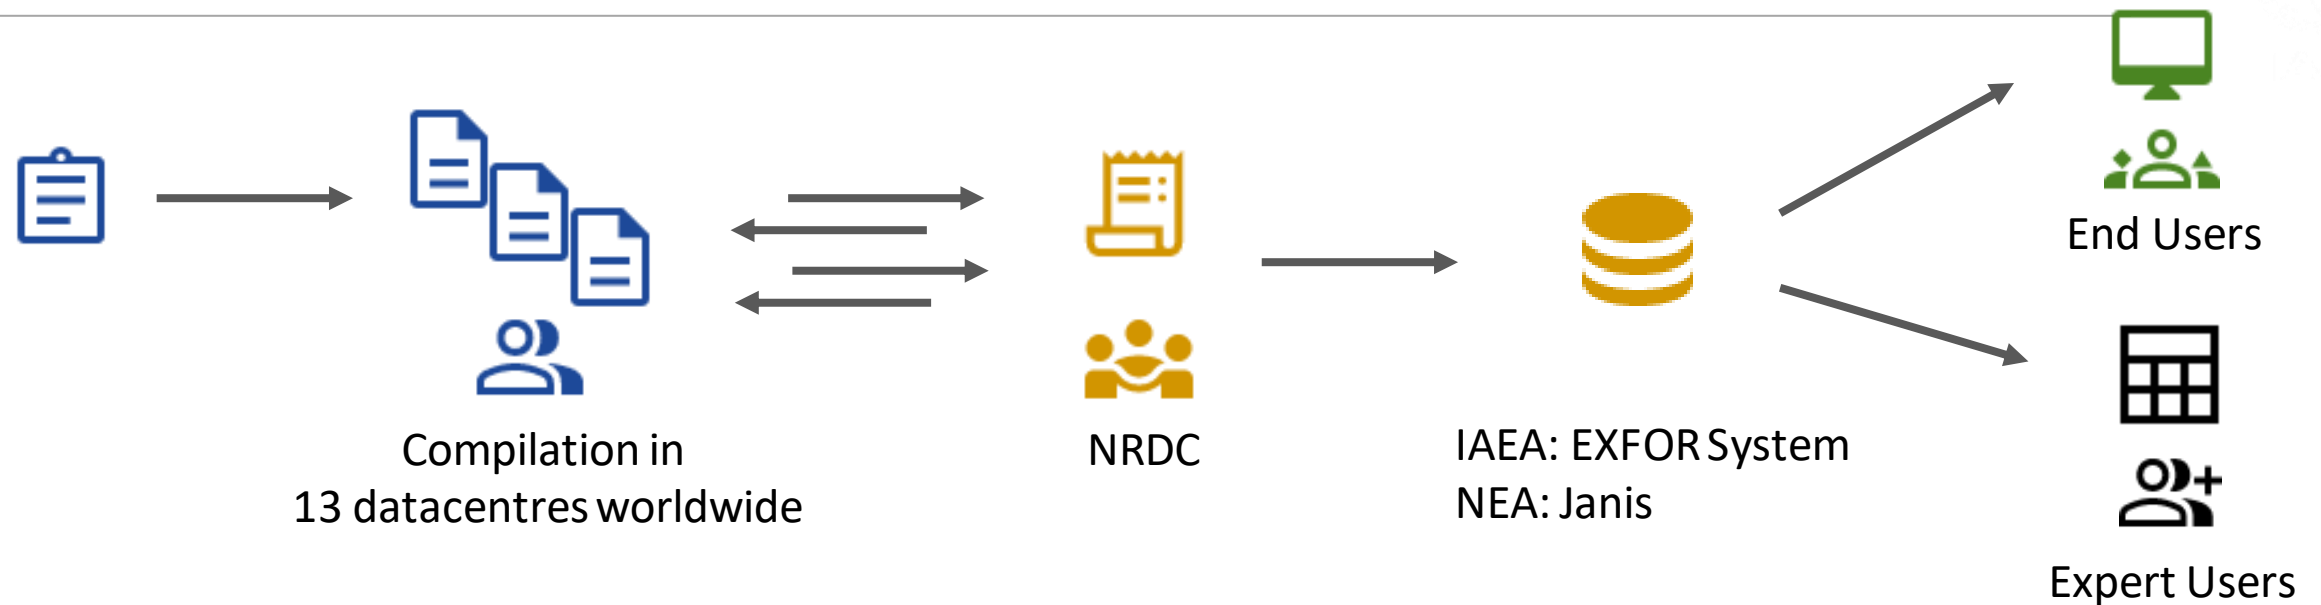 Compilation in
13 datacentres worldwide
NRDC
IAEA: EXFOR System
NEA: Janis
End Users
Expert Users